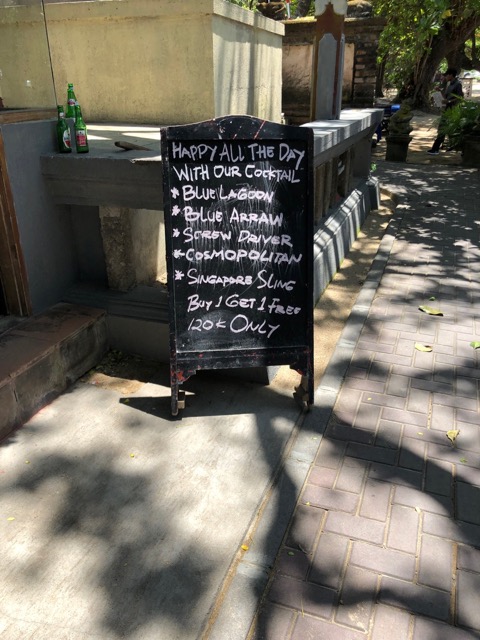 HAPPY ALL THE DAY
WITH OUR COCKTAIL
* BLUE LAGOON
* BLUE ARRAW
* SCREW DRIVER
* COSMOPOLITAN
* SINGAPORE SLING
BUY 1 GET 1 FREE
120K ONLY